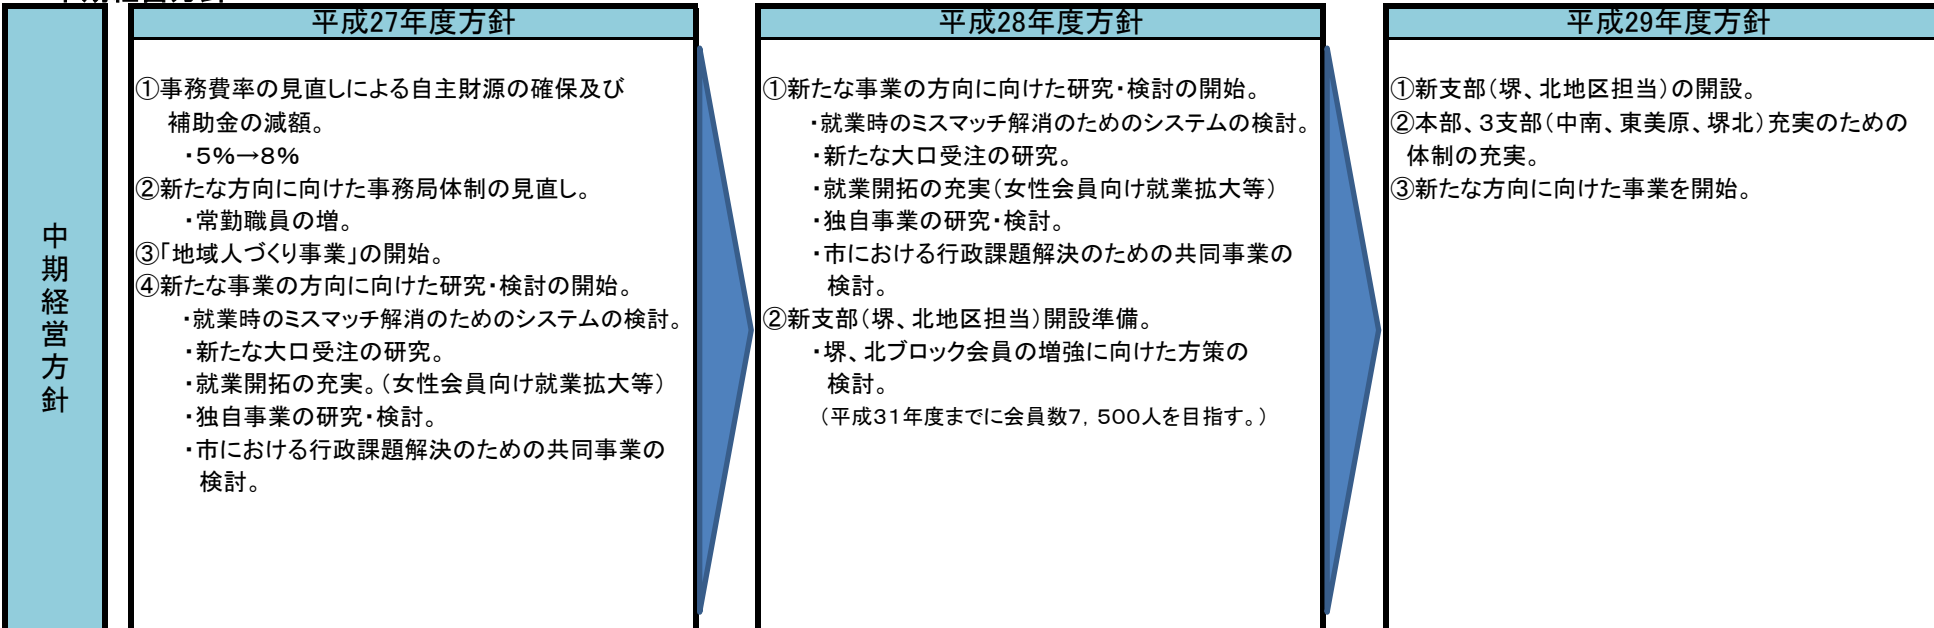 中期経営方針
平成27年度方針
①事務費率の見直しによる自主財源の確保及び
補助金の減額。
・5%→8%
②新たな方向に向けた事務局体制の見直し。
・常勤職員の増。
③「地域人づくり事業」の開始。
④新たな事業の方向に向けた研究・検討の開始。
・就業時のミスマッチ解消のためのシステムの検討。
・新たな大口受注の研究。
・就業開拓の充実。（女性会員向け就業拡大等）
・独自事業の研究・検討。
・市における行政課題解決のための共同事業の
検討。
平成28年度方針
①新たな事業の方向に向けた研究・検討の開始。
・就業時のミスマッチ解消のためのシステムの検討。
・新たな大口受注の研究。
・就業開拓の充実（女性会員向け就業拡大等）
・独自事業の研究・検討。
・市における行政課題解決のための共同事業の
検討。
②新支部（堺、北地区担当）開設準備。
・堺、北ブロック会員の増強に向けた方策の
検討。
（平成31年度までに会員数7，500人を目指す。）
平成29年度方針
①新支部（堺、北地区担当）の開設。
②本部、3支部（中南、東美原、堺北）充実のための
体制の充実。
③新たな方向に向けた事業を開始。